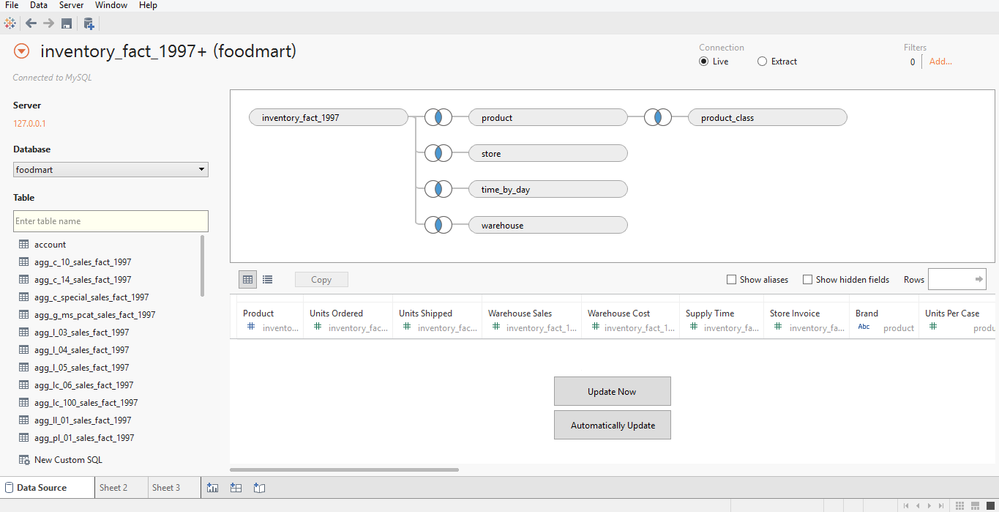 File Data Server Window Help
inventory_fact_1997+ (foodmart)
Connected to MySQL
Connection
Live Extract
Filters
0 Add...
Server
127.0.0.1
Database
foodmart
Table
Enter table name
account
agg_c_10_sales_fact_1997
agg_c_14_sales_fact_1997
agg_c_special_sales_fact_1997
agg_g_ms_pcat_sales_fact_1997
agg_l_03_sales_fact_1997
agg_l_04_sales_fact_1997
agg_l_05_sales_fact_1997
agg_lc_06_sales_fact_1997
agg_lc_100_sales_fact_1997
agg_ll_01_sales_fact_1997
agg_pl_01_sales_fact_1997
New Custom SQL
inventory_fact_1997 product product_class
store
time_by_day
warehouse
Copy Show aliases Show hidden fields Rows
Product Units Ordered Units Shipped Warehouse Sales Warehouse Cost Supply Time Store Invoice Brand Units Per Case
# invento... # inventory_fac... # inventory_fac... # inventory_fact_1... # inventory_fact_1... # inventory_fa... # inventory_fa... Abc product # produ
Update Now
Automatically Update
Data Source Sheet 2 Sheet 3